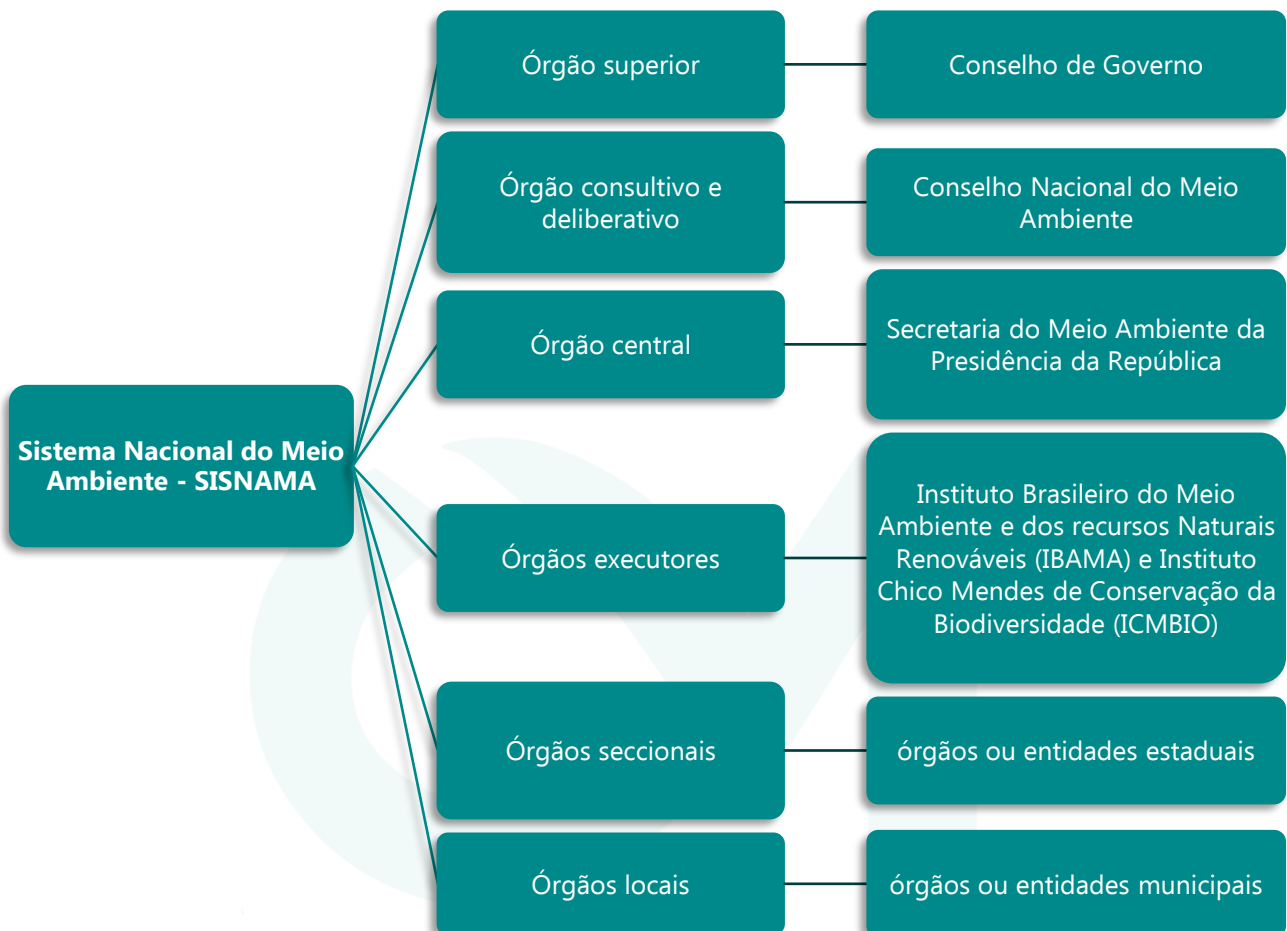 Órgão superior
Conselho de Governo
Órgão consultivo e
deliberativo
Conselho Nacional do Meio
Ambiente
Órgão central
Secretaria do Meio Ambiente da
Presidência da República
Sistema Nacional do Meio
Ambiente - SISNAMA
Órgãos executores
Instituto Brasileiro do Meio
Ambiente e dos recursos Naturais
Renováveis (IBAMA) e Instituto
Chico Mendes de Conservação da
Biodiversidade (ICMBIO)
Órgãos seccionais
órgãos ou entidades estaduais
Órgãos locais
órgãos ou entidades municipais